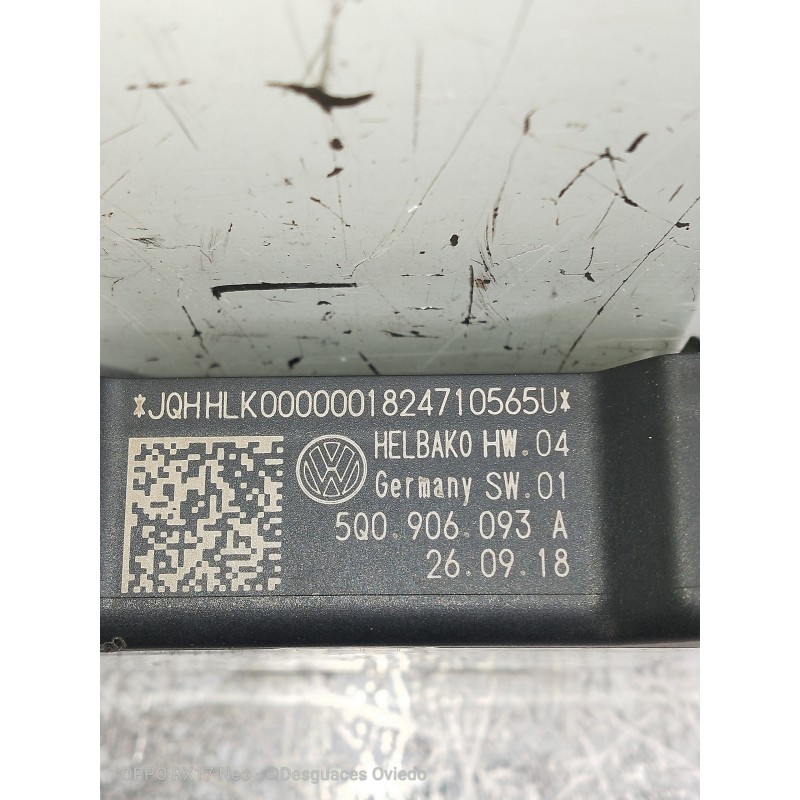 *JQHHLK0000001824710565U*
HELBAKO HW.04
Germany SW.01
5Q0.906.093 A
26.09.18
OPPO RX17 Neo - @Desguaces Oviedo